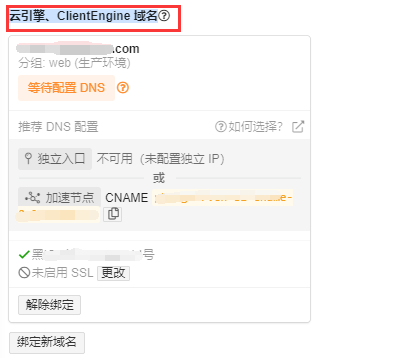 云引擎、ClientEngine 域名
.com
分组: web (生产环境)
等待配置 DNS
推荐 DNS 配置 如何选择?
独立入口 不可用（未配置独立 IP）
或
加速节点 CNAME
黑 号
未启用 SSL 更改
解除绑定
绑定新域名